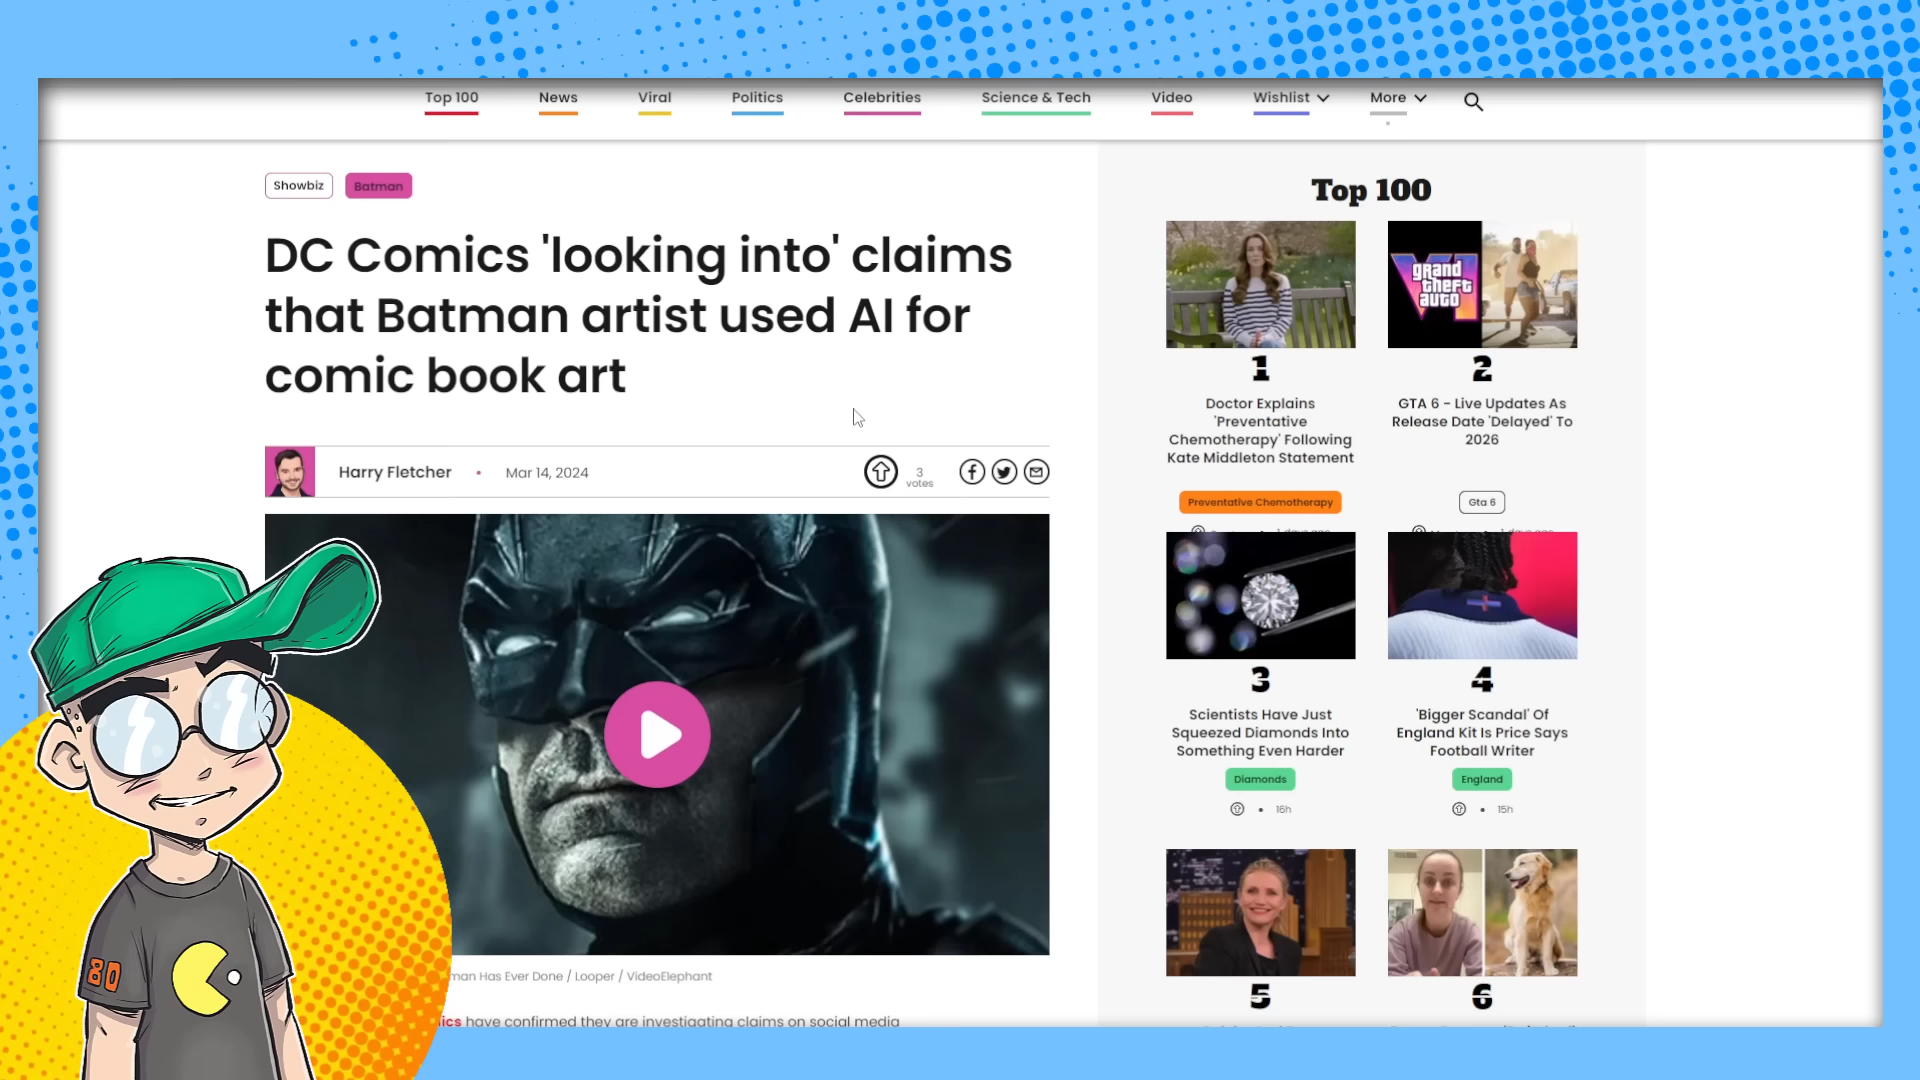 Top 100
News
Viral
Politics
Celebrities
Science & Tech
Video
Wishlist
More
Showbiz
Batman
DC Comics 'looking into' claims
that Batman artist used AI for
comic book art
Harry Fletcher • Mar 14, 2024
3
votes
man Has Ever Done / Looper / VideoElephant
ics have confirmed they are investigating claims on social media
80
Top 100
grand
theft
auto
VI
1
Doctor Explains
'Preventative
Chemotherapy' Following
Kate Middleton Statement
Preventative Chemotherapy
2
GTA 6 - Live Updates As
Release Date 'Delayed' To
2026
Gta 6
3
Scientists Have Just
Squeezed Diamonds Into
Something Even Harder
Diamonds
• 16h
4
'Bigger Scandal' Of
England Kit Is Price Says
Football Writer
England
• 15h
5
6